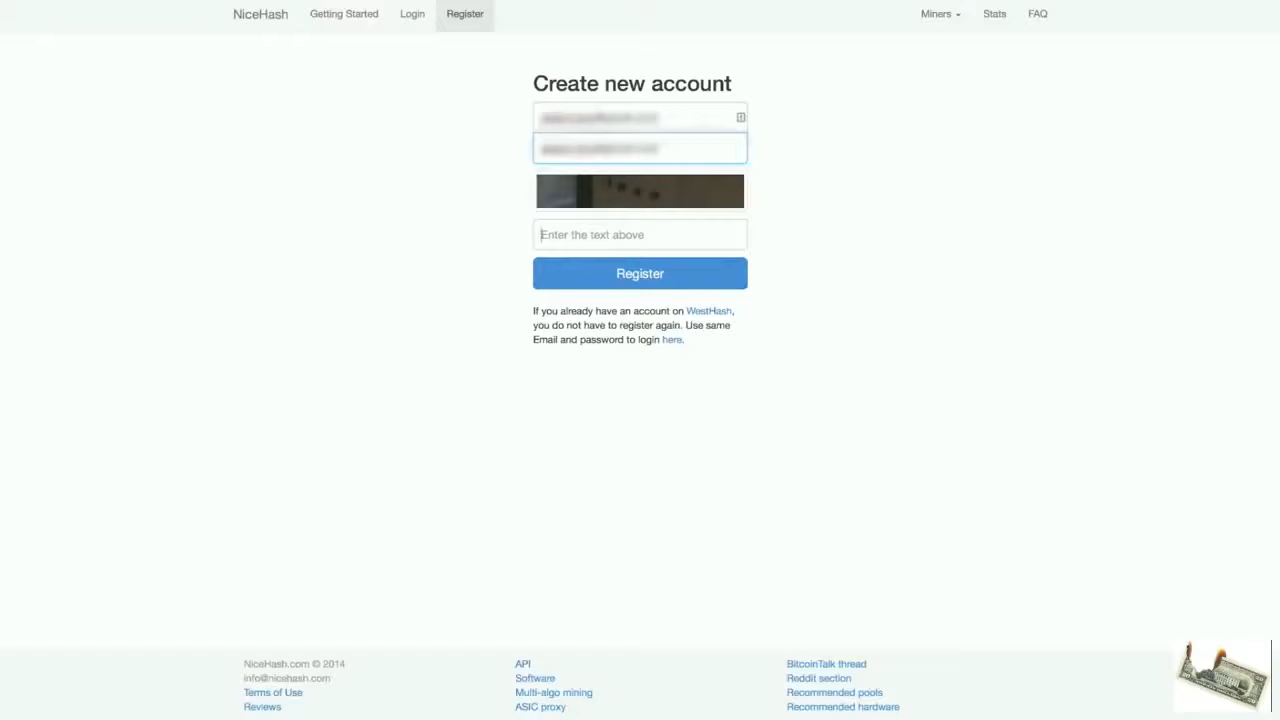 NiceHash Getting Started Login Register Miners Stats FAQ
Create new account
Enter the text above
Register
If you already have an account on WestHash,
you do not have to register again. Use same
Email and password to login here.
NiceHash.com © 2014
info@nicehash.com
Terms of Use
Reviews
API
Software
Multi-algo mining
ASIC proxy
BitcoinTalk thread
Reddit section
Recommended pools
Recommended hardware